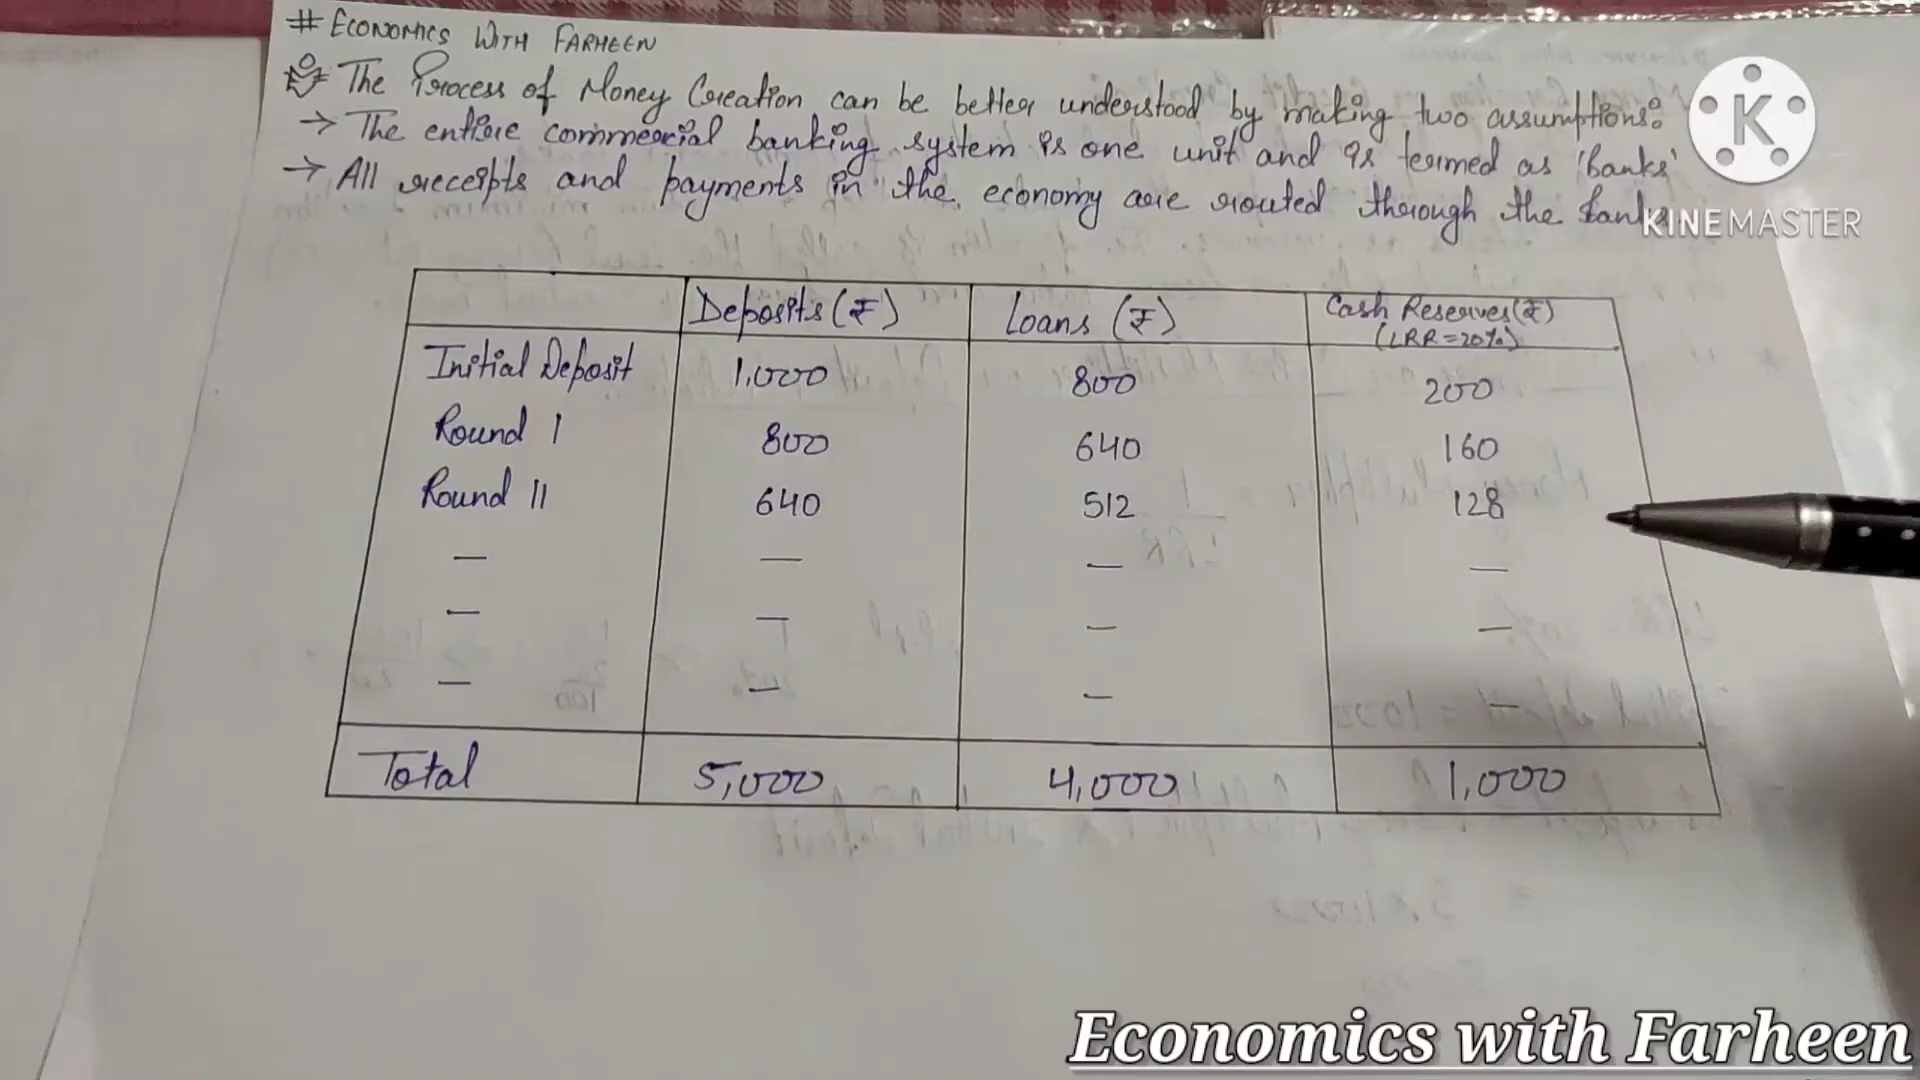 # ECONOMICS WITH FARHEEN
The Process of Money Creation can be better understood by making two assumptions:
→ The entire commercial banking system is one unit and is termed as 'banks'
→ All receipts and payments in the economy are routed through the banks
K
KINEMASTER
Deposits (₹) Loans (₹) Cash Reserves (₹)
(LRR = 20%)
Initial Deposit 1,000 800 200
Round I 800 640 160
Round II 640 512 128
— — — —
— — — —
— — —
Total 5,000 4,000 1,000
Economics with Farheen